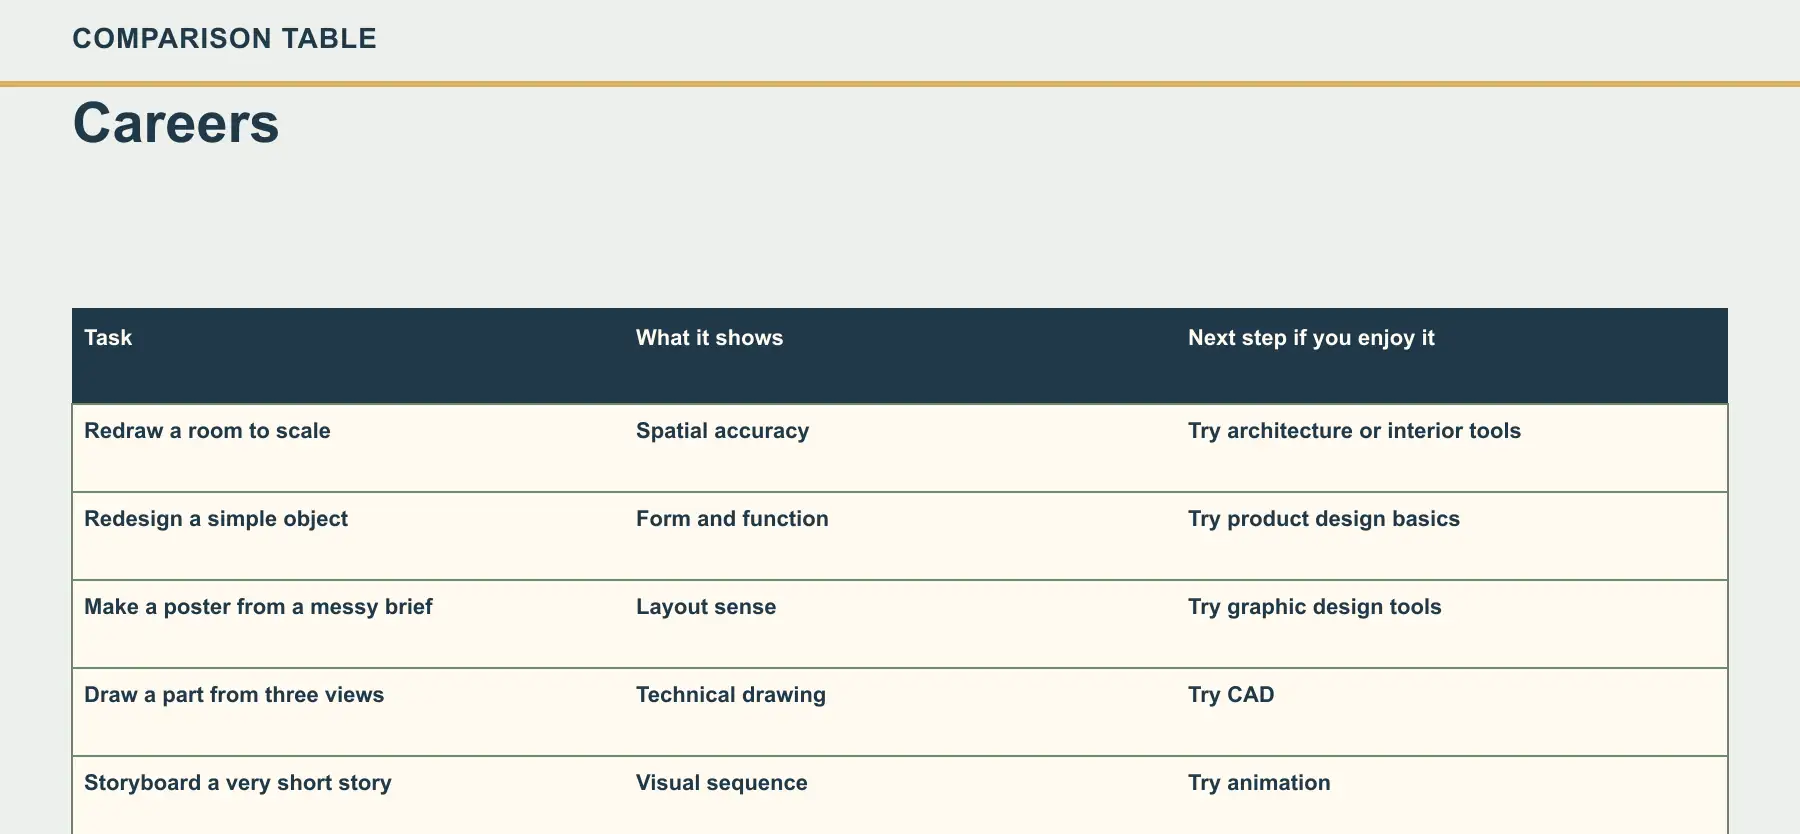 COMPARISON TABLE
Careers
Task What it shows Next step if you enjoy it
Redraw a room to scale Spatial accuracy Try architecture or interior tools
Redesign a simple object Form and function Try product design basics
Make a poster from a messy brief Layout sense Try graphic design tools
Draw a part from three views Technical drawing Try CAD
Storyboard a very short story Visual sequence Try animation